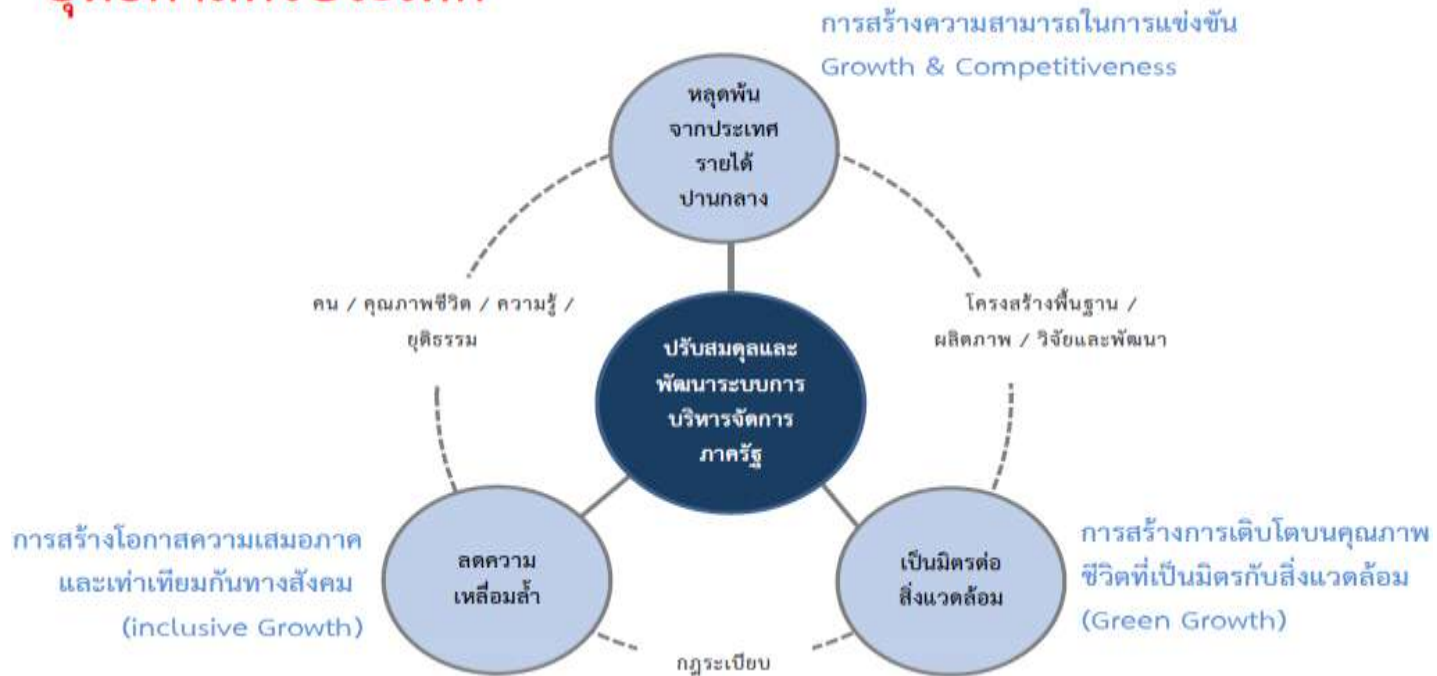 การสร้างความสามารถในการแข่งขัน
Growth & Competitiveness
หลุดพ้น
จากประเทศ
รายได้
ปานกลาง
คน / คุณภาพชีวิต / ความรู้ /
ยุติธรรม
โครงสร้างพื้นฐาน /
ผลิตภาพ / วิจัยและพัฒนา
ปรับสมดุลและ
พัฒนาระบบการ
บริหารจัดการ
ภาครัฐ
การสร้างโอกาสความเสมอภาค
และเท่าเทียมกันทางสังคม
(inclusive Growth)
ลดความ
เหลื่อมล้ำ
เป็นมิตรต่อ
สิ่งแวดล้อม
การสร้างการเติบโตบนคุณภาพ
ชีวิตที่เป็นมิตรกับสิ่งแวดล้อม
(Green Growth)
กฎระเบียบ